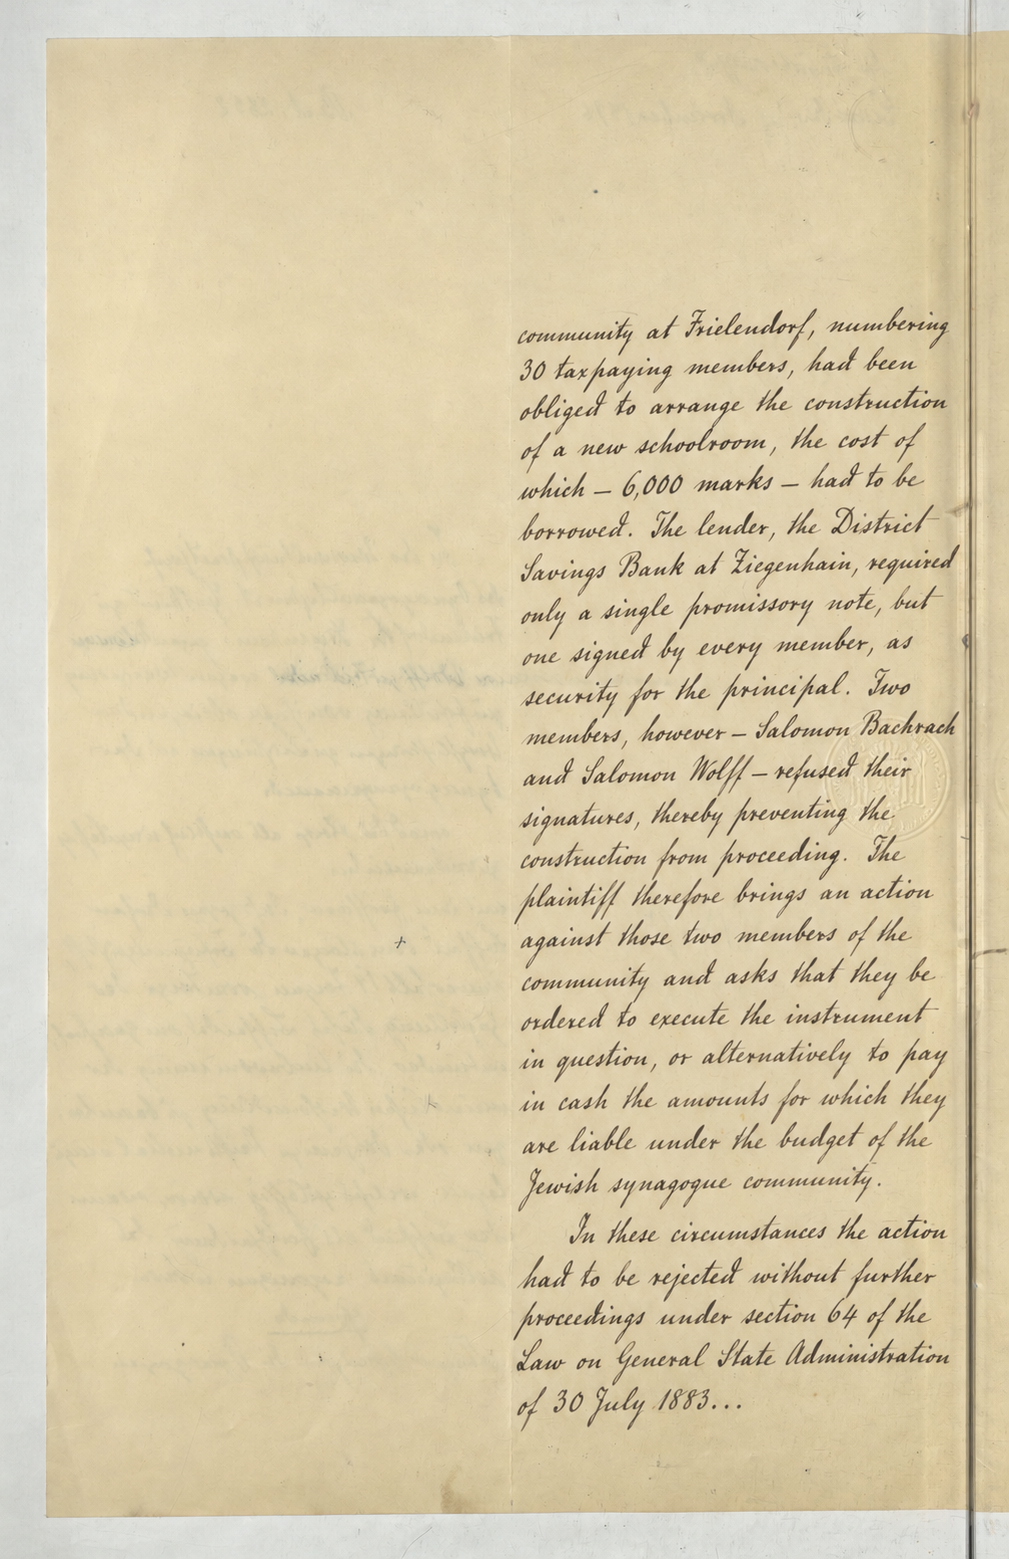 community at Frielendorf, numbering
30 taxpaying members, had been
obliged to arrange the construction
of a new schoolroom, the cost of
which – 6,000 marks – had to be
borrowed. The lender, the District
Savings Bank at Ziegenhain, required
only a single promissory note, but
one signed by every member, as
security for the principal. Two
members, however – Salomon Bachrach
and Salomon Wolff – refused their
signatures, thereby preventing the
construction from proceeding. The
plaintiff therefore brings an action
against those two members of the
community and asks that they be
ordered to execute the instrument
in question, or alternatively to pay
in cash the amounts for which they
are liable under the budget of the
Jewish synagogue community.
In these circumstances the action
had to be rejected without further
proceedings under section 64 of the
Law on General State Administration
of 30 July 1883...